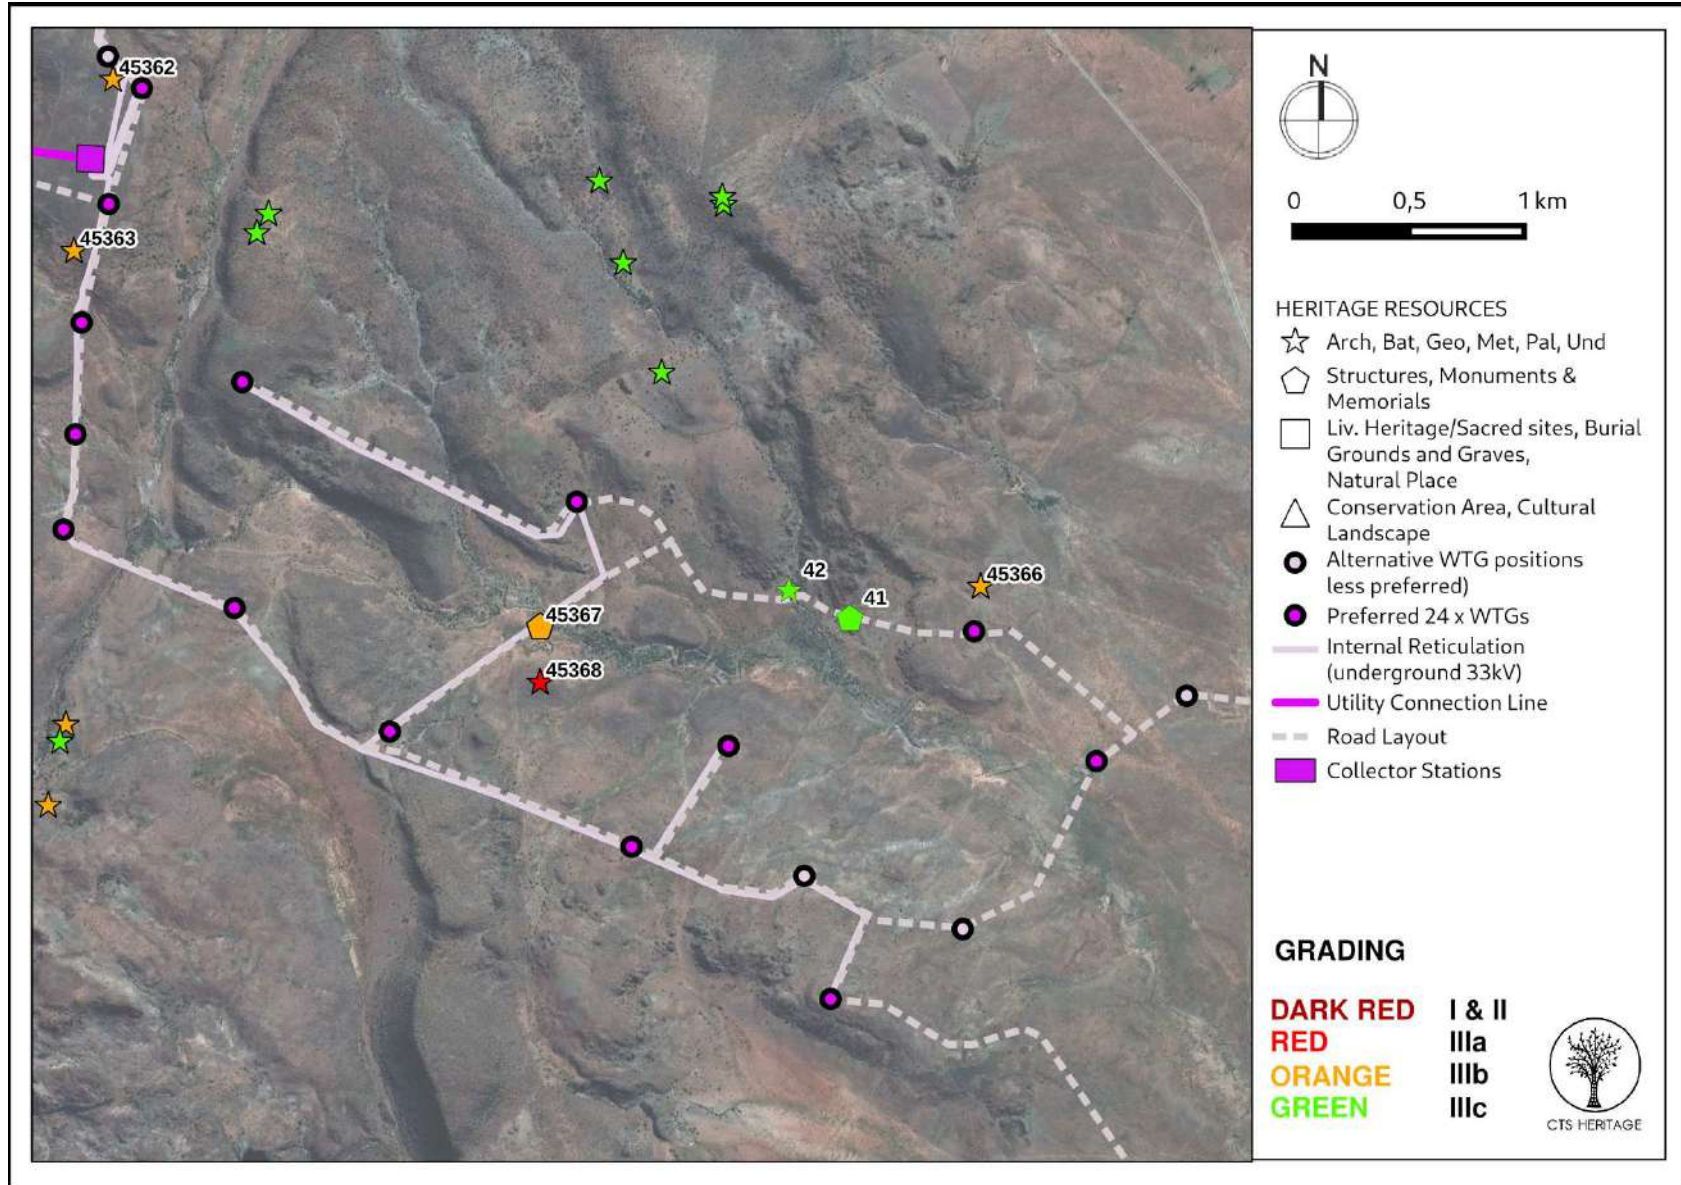 45362
45363
42
41
45366
45367
45368
N
0 0,5 1 km
HERITAGE RESOURCES
Arch, Bat, Geo, Met, Pal, Und
Structures, Monuments &
Memorials
Liv. Heritage/Sacred sites, Burial
Grounds and Graves,
Natural Place
Conservation Area, Cultural
Landscape
Alternative WTG positions
less preferred)
Preferred 24 x WTGs
Internal Reticulation
(underground 33kV)
Utility Connection Line
Road Layout
Collector Stations
GRADING
DARK RED I & II
RED IIIa
ORANGE IIIb
GREEN IIIc
CTS HERITAGE